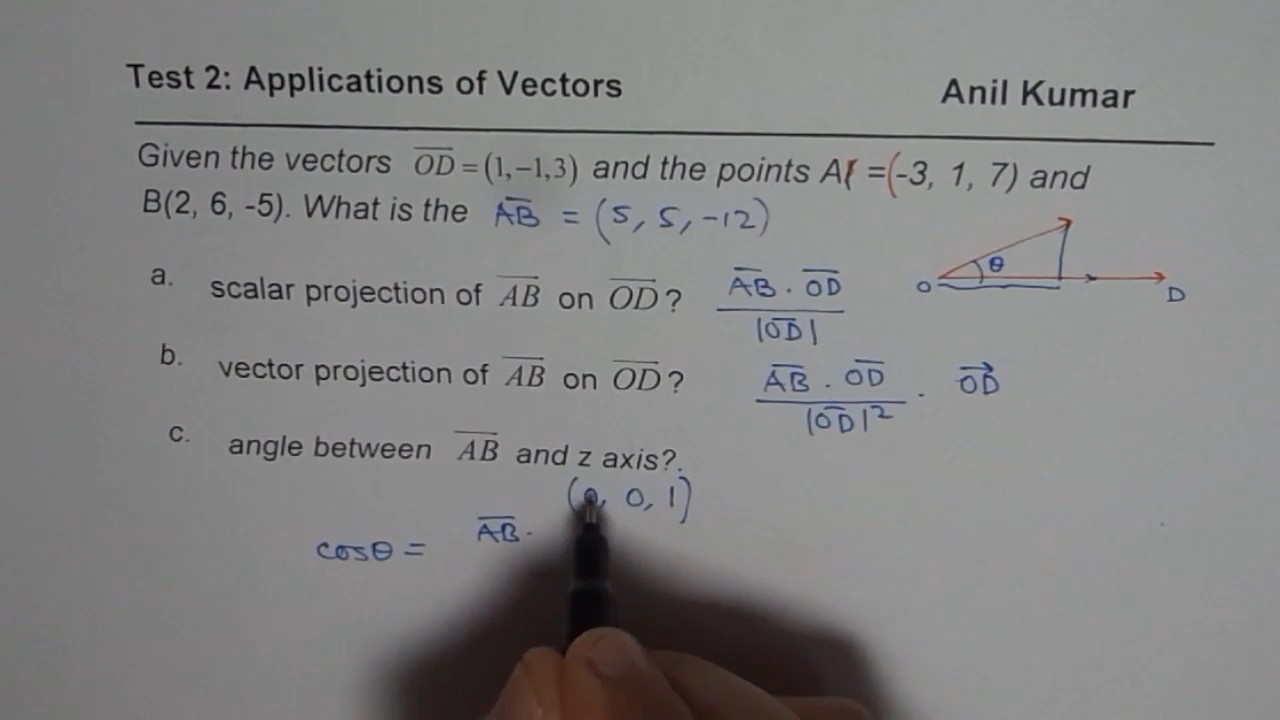 Test 2: Applications of Vectors Anil Kumar
Given the vectors OD = (1,−1,3) and the points A =(-3, 1, 7) and
B(2, 6, -5). What is the AB = (5, 5, -12)
a. scalar projection of AB on OD? AB . OD / |OD|
O θ D
b. vector projection of AB on OD? AB . OD / |OD|² . OD
c. angle between AB and z axis?.
(0, 0, 1)
cosθ = AB .